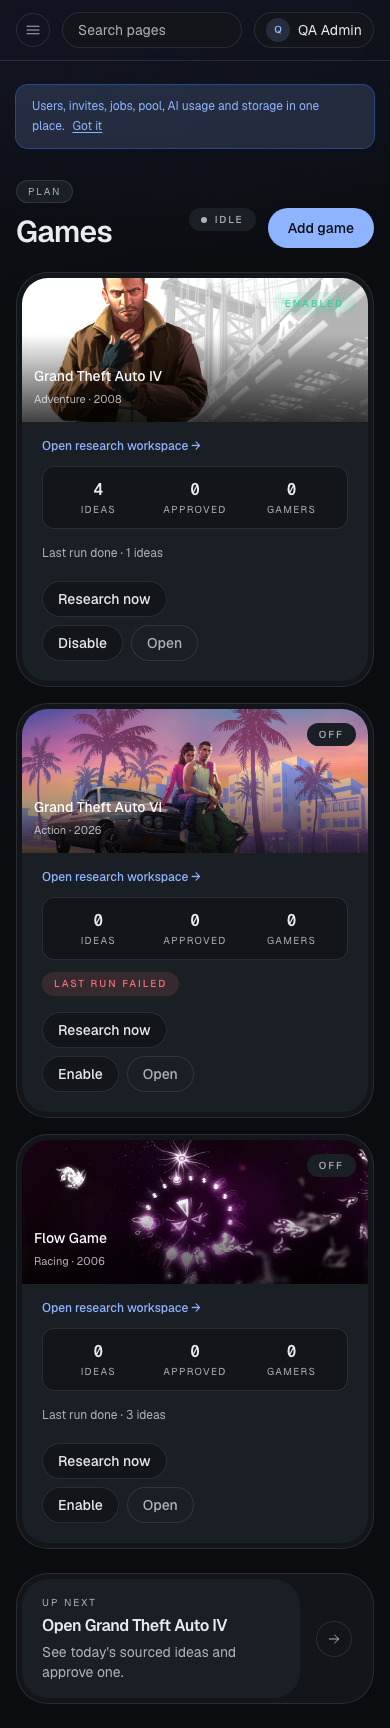 Search pages
Q
QA Admin
Users, invites, jobs, pool, AI usage and storage in one
place. Got it
PLAN
Games
IDLE
Add game
ENABLED
Grand Theft Auto IV
Adventure · 2008
Open research workspace →
4 0 0
IDEAS APPROVED GAMERS
Last run done · 1 ideas
Research now
Disable Open
OFF
Grand Theft Auto VI
Action · 2026
Open research workspace →
0 0 0
IDEAS APPROVED GAMERS
LAST RUN FAILED
Research now
Enable Open
OFF
Flow Game
Racing · 2006
Open research workspace →
0 0 0
IDEAS APPROVED GAMERS
Last run done · 3 ideas
Research now
Enable Open
UP NEXT
Open Grand Theft Auto IV
See today's sourced ideas and
approve one.
→